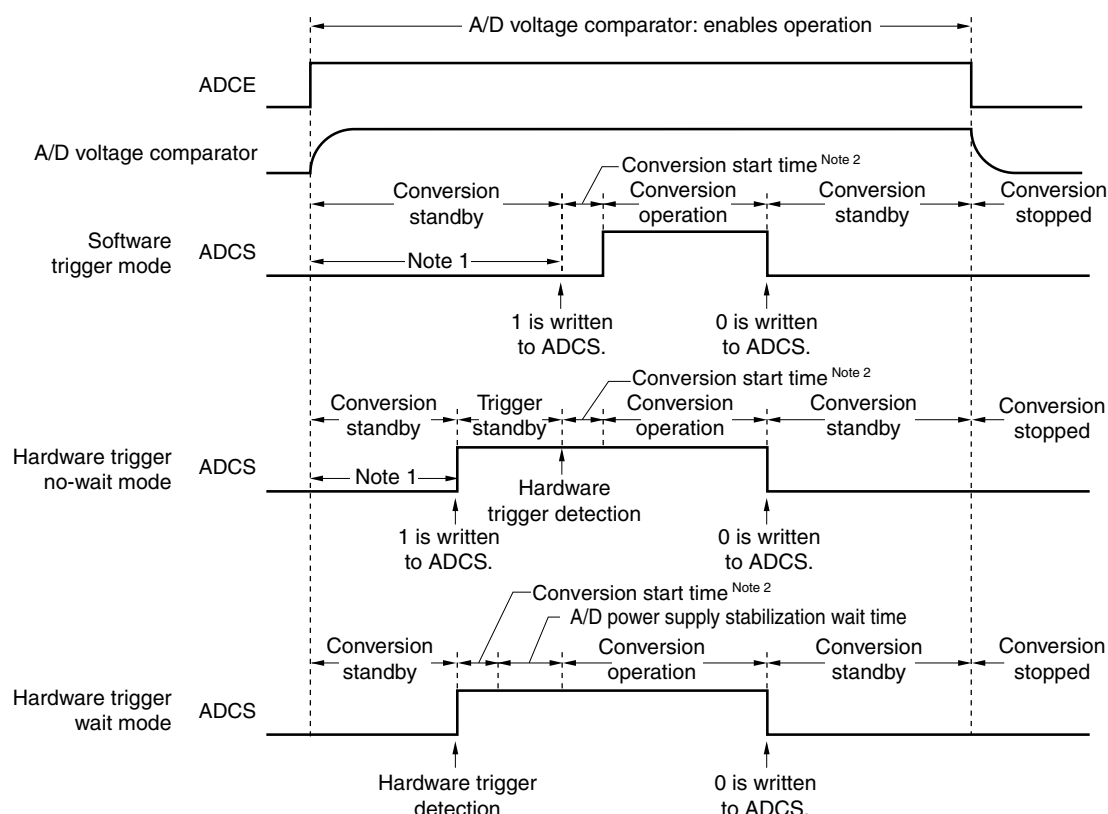 A/D voltage comparator: enables operation
ADCE
A/D voltage comparator
Conversion start time Note 2
Conversion
standby
Conversion
operation
Conversion
standby
Conversion
stopped
Software
trigger mode
ADCS
Note 1
1 is written
to ADCS.
0 is written
to ADCS.
Conversion start time Note 2
Conversion
standby
Trigger
standby
Conversion
operation
Conversion
standby
Conversion
stopped
Hardware trigger
no-wait mode
ADCS
Note 1
Hardware
trigger detection
1 is written
to ADCS.
0 is written
to ADCS.
Conversion start time Note 2
A/D power supply stabilization wait time
Conversion
standby
Conversion
operation
Conversion
standby
Conversion
stopped
Hardware trigger
wait mode
ADCS
Hardware trigger
detection
0 is written
to ADCS.